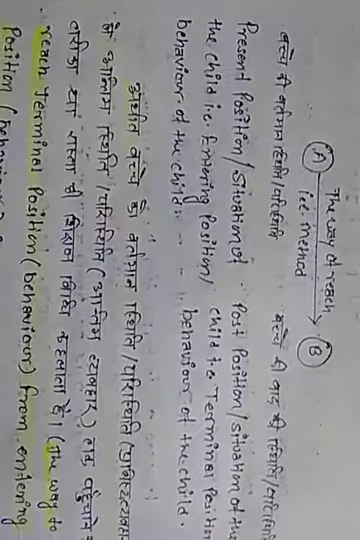 The way of reach
i.e. method
A B
बच्चे की वर्तमान स्थिति/परिस्थिति बच्चे की बाद की स्थिति/परिस्थिति
Present Position/Situation of Post Position/situation of the
the child i.e. Entering Position/ child i.e Terminal Position
behaviour of the child. behaviour of the child.
अर्थात बच्चे को वर्तमान स्थिति/परिस्थिति
में अन्तिम स्थिति/परिस्थिति (अन्तिम व्यवहार) तक पहुँचाने
तरीका या रास्ता ही शिक्षण विधि कहलाता है। (The way to
reach Terminal Position (behaviour) from entering
Position (behaviour